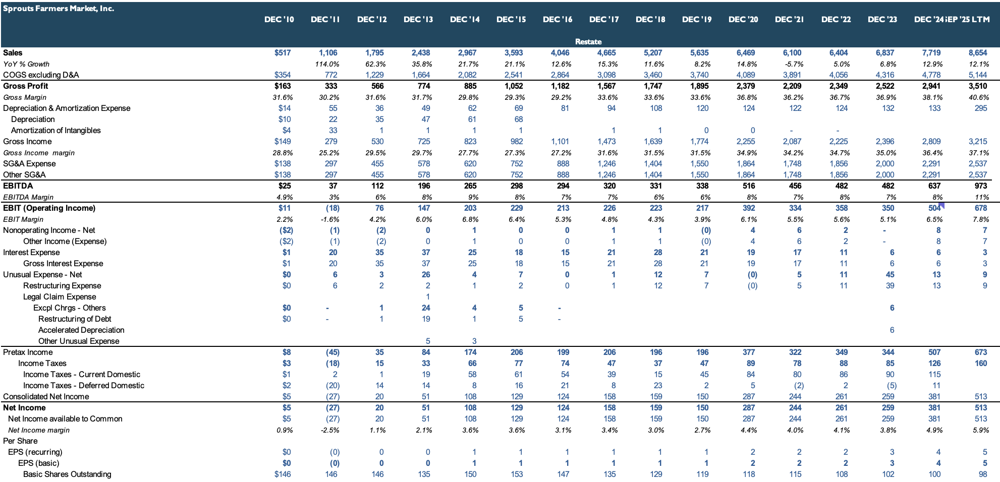 Sprouts Farmers Market, Inc.
DEC '10 DEC '11 DEC '12 DEC '13 DEC '14 DEC '15 DEC '16 DEC '17 DEC '18 DEC '19 DEC '20 DEC '21 DEC '22 DEC '23 DEC '24 SEP '25 LTM
Restate
Sales $517 1,106 1,795 2,438 2,967 3,593 4,046 4,665 5,207 5,635 6,469 6,100 6,404 6,837 7,719 8,654
YoY % Growth 114.0% 62.3% 35.8% 21.7% 21.1% 12.6% 15.3% 11.6% 8.2% 14.8% -5.7% 5.0% 6.8% 12.9% 12.1%
COGS excluding D&A $354 772 1,229 1,664 2,082 2,541 2,864 3,098 3,460 3,740 4,089 3,891 4,056 4,316 4,778 5,144
Gross Profit $163 333 566 774 885 1,052 1,182 1,567 1,747 1,895 2,379 2,209 2,349 2,522 2,941 3,510
Gross Margin 31.6% 30.2% 31.6% 31.7% 29.8% 29.3% 29.2% 33.6% 33.6% 33.6% 36.8% 36.2% 36.7% 36.9% 38.1% 40.6%
Depreciation & Amortization Expense $14 55 36 49 62 69 81 94 108 120 124 122 124 132 133 295
Depreciation $10 22 35 47 61 68
Amortization of Intangibles $4 33 1 1 1 1 1 1 0 0 - -
Gross Income $149 279 530 725 823 982 1,101 1,473 1,639 1,774 2,255 2,087 2,225 2,396 2,809 3,215
Gross Income margin 28.8% 25.2% 29.5% 29.7% 27.7% 27.3% 27.2% 31.6% 31.5% 31.5% 34.9% 34.2% 34.7% 35.0% 36.4% 37.1%
SG&A Expense $138 297 455 578 620 752 888 1,246 1,404 1,550 1,864 1,748 1,856 2,000 2,291 2,537
Other SG&A $138 297 455 578 620 752 888 1,246 1,404 1,550 1,864 1,748 1,856 2,000 2,291 2,537
EBITDA $25 37 112 196 265 298 294 320 331 338 516 456 482 482 637 973
EBITDA Margin 4.9% 3% 6% 8% 9% 8% 7% 7% 6% 6% 8% 7% 8% 7% 8% 11%
EBIT (Operating Income) $11 (18) 76 147 203 229 213 226 223 217 392 334 358 350 504 678
EBIT Margin 2.2% -1.6% 4.2% 6.0% 6.8% 6.4% 5.3% 4.8% 4.3% 3.9% 6.1% 5.5% 5.6% 5.1% 6.5% 7.8%
Nonoperating Income - Net ($2) (1) (2) 0 1 0 0 1 1 (0) 4 6 2 - 8 7
Other Income (Expense) ($2) (1) (2) 0 1 0 0 1 1 (0) 4 6 2 - 8 7
Interest Expense $1 20 35 37 25 18 15 21 28 21 19 17 11 6 6 3
Gross Interest Expense $1 20 35 37 25 18 15 21 28 21 19 17 11 6 6 3
Unusual Expense - Net $0 6 3 26 4 7 0 1 12 7 (0) 5 11 45 13 9
Restructuring Expense $0 6 2 2 1 2 0 1 12 7 (0) 5 11 39 13 9
Legal Claim Expense 1
Excpl Chrgs - Others $0 - 1 24 4 5 - 6
Restructuring of Debt $0 - 1 19 1 5 -
Accelerated Depreciation 6
Other Unusual Expense 5 3
Pretax Income $8 (45) 35 84 174 206 199 206 196 196 377 322 349 344 507 673
Income Taxes $3 (18) 15 33 66 77 74 47 37 47 89 78 88 85 126 160
Income Taxes - Current Domestic $1 2 1 19 58 61 54 39 15 45 84 80 86 90 115
Income Taxes - Deferred Domestic $2 (20) 14 14 8 16 21 8 23 2 5 (2) 2 (5) 11
Consolidated Net Income $5 (27) 20 51 108 129 124 158 159 150 287 244 261 259 381 513
Net Income $5 (27) 20 51 108 129 124 158 159 150 287 244 261 259 381 513
Net Income available to Common $5 (27) 20 51 108 129 124 158 159 150 287 244 261 259 381 513
Net Income margin 0.9% -2.5% 1.1% 2.1% 3.6% 3.6% 3.1% 3.4% 3.0% 2.7% 4.4% 4.0% 4.1% 3.8% 4.9% 5.9%
Per Share
EPS (recurring) $0 (0) 0 0 1 1 1 1 1 1 2 2 2 3 4 5
EPS (basic) $0 (0) 0 0 1 1 1 1 1 1 2 2 2 3 4 5
Basic Shares Outstanding $146 146 146 135 150 153 147 135 129 119 118 115 108 102 100 98